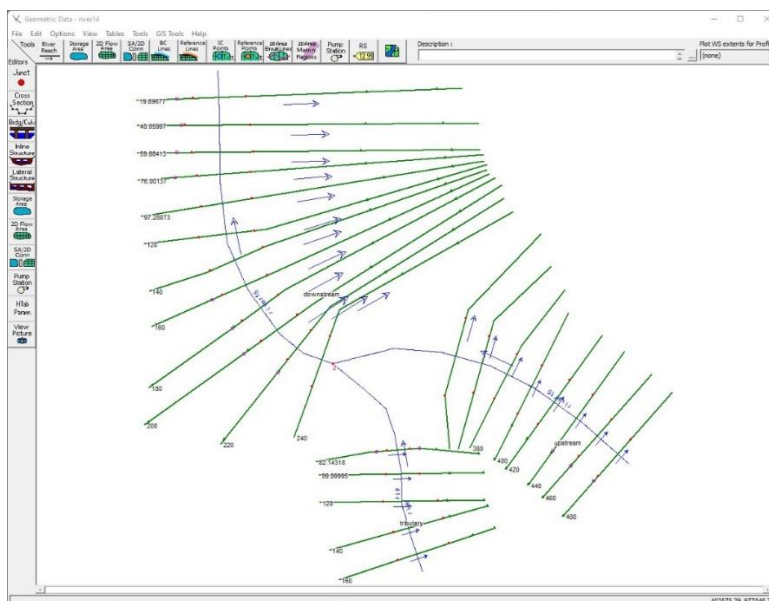 Geometric Data - river14
File Edit Options View Tables Tools GIS Tools Help
Tools River Reach Storage Area 2D Flow Area SA/2D Conn BC Lines Reference Lines IC Points Reference Points 2D Area Break Lines 2D Area Mann n Regions Pump Station RS Description : Plot WS extents for Profi
(none)
Editors
Junct.
Cross Section
Brdg/Culv
Inline Structure
Lateral Structure
Storage Area
2D Flow Area
SA/2D Conn
Pump Station
HTab Param.
View Picture
*19.89677
*40.05997
*59.88413
*76.00137
*97.28073
*120
140
160
180
200
220
240
downstream
2
380
400
420
440
460
480
upstream
*82.14318
*99.99995
*120
140
*160
tributary